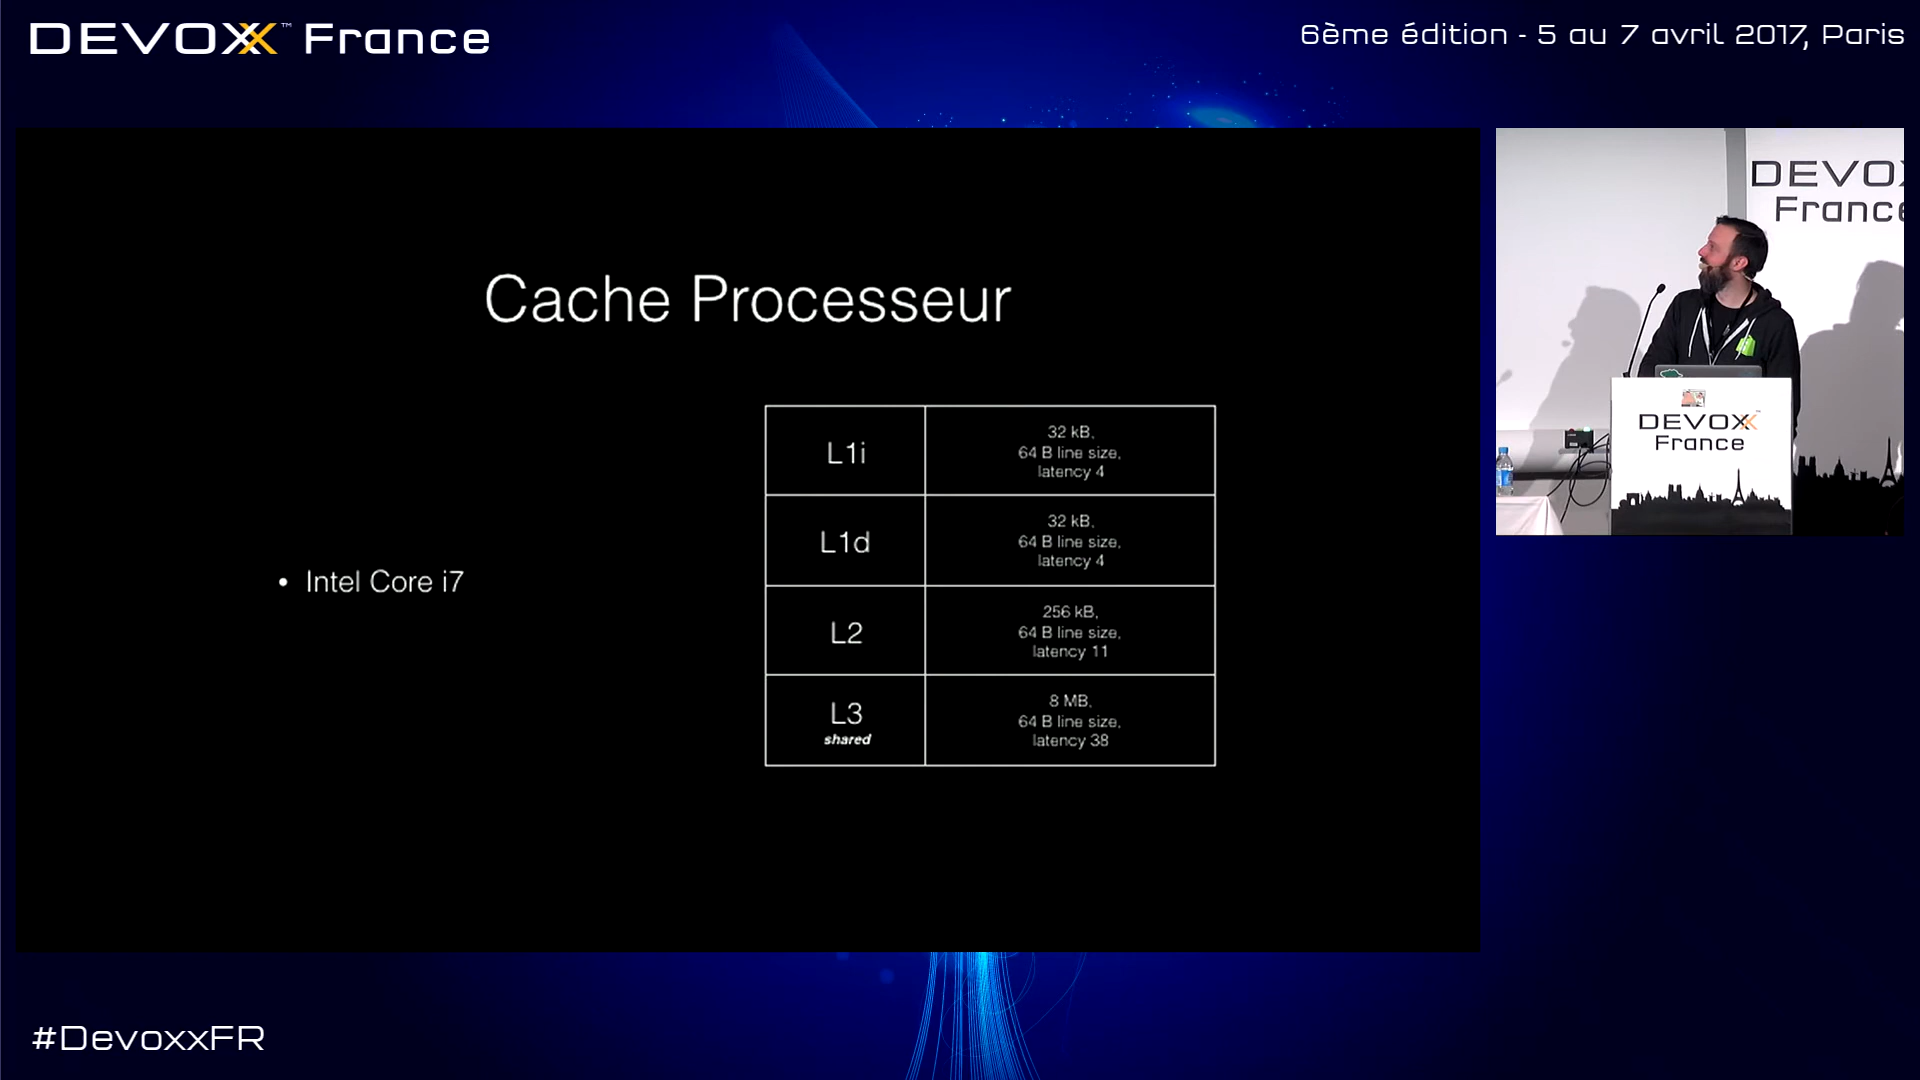 DEVOXX™ France
6ème édition - 5 au 7 avril 2017, Paris
Cache Processeur
• Intel Core i7
L1i
32 kB,
64 B line size,
latency 4
L1d
32 kB,
64 B line size,
latency 4
L2
256 kB,
64 B line size,
latency 11
L3
shared
8 MB,
64 B line size,
latency 38
DEVOX
France
DEVOXX™
France
#DevoxxFR